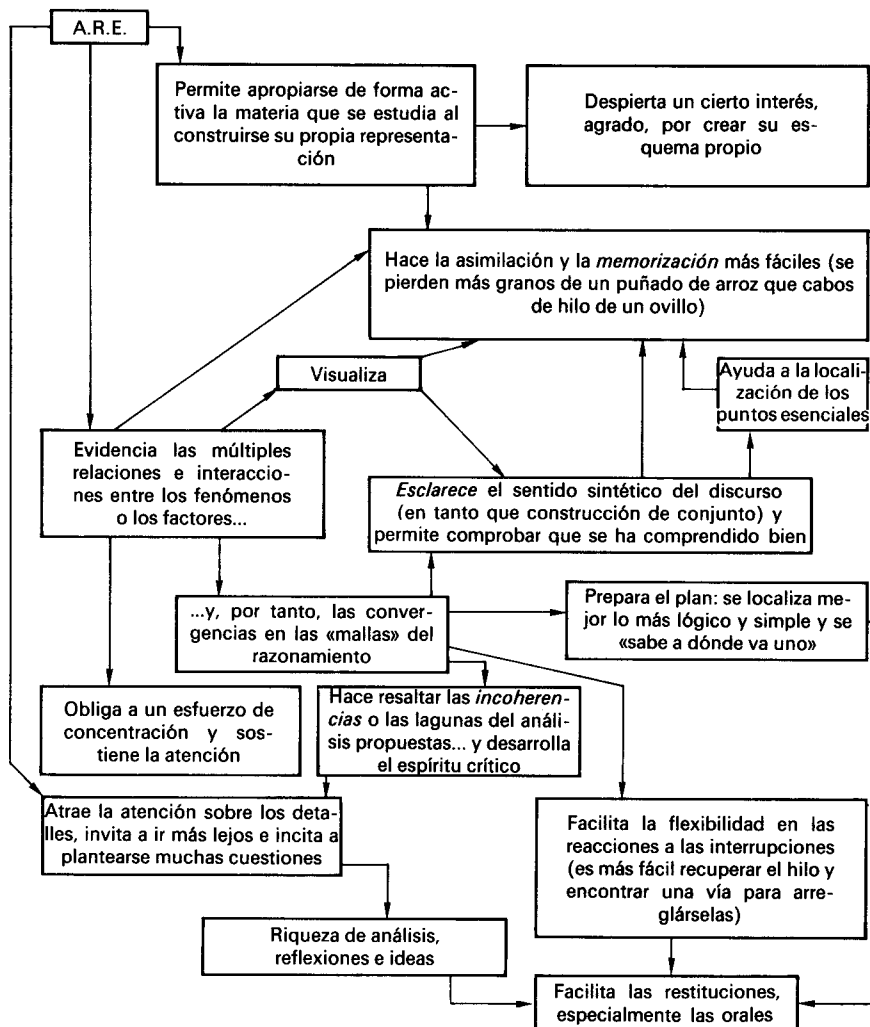 A.R.E.
Permite apropiarse de forma ac-
tiva la materia que se estudia al
construirse su propia representa-
ción
Despierta un cierto interés,
agrado, por crear su es-
quema propio
Hace la asimilación y la memorización más fáciles (se
pierden más granos de un puñado de arroz que cabos
de hilo de un ovillo)
Visualiza
Ayuda a la locali-
zación de los
puntos esenciales
Evidencia las múltiples
relaciones e interaccio-
nes entre los fenómenos
o los factores...
Esclarece el sentido sintético del discurso
(en tanto que construcción de conjunto) y
permite comprobar que se ha comprendido bien
...y, por tanto, las conver-
gencias en las «mallas» del
razonamiento
Prepara el plan: se localiza me-
jor lo más lógico y simple y se
«sabe a dónde va uno»
Obliga a un esfuerzo de
concentración y sos-
tiene la atención
Hace resaltar las incoheren-
cias o las lagunas del análi-
sis propuestas... y desarrolla
el espíritu crítico
Atrae la atención sobre los deta-
lles, invita a ir más lejos e incita a
plantearse muchas cuestiones
Facilita la flexibilidad en las
reacciones a las interrupciones
(es más fácil recuperar el hilo y
encontrar una vía para arre-
glárselas)
Riqueza de análisis,
reflexiones e ideas
Facilita las restituciones,
especialmente las orales